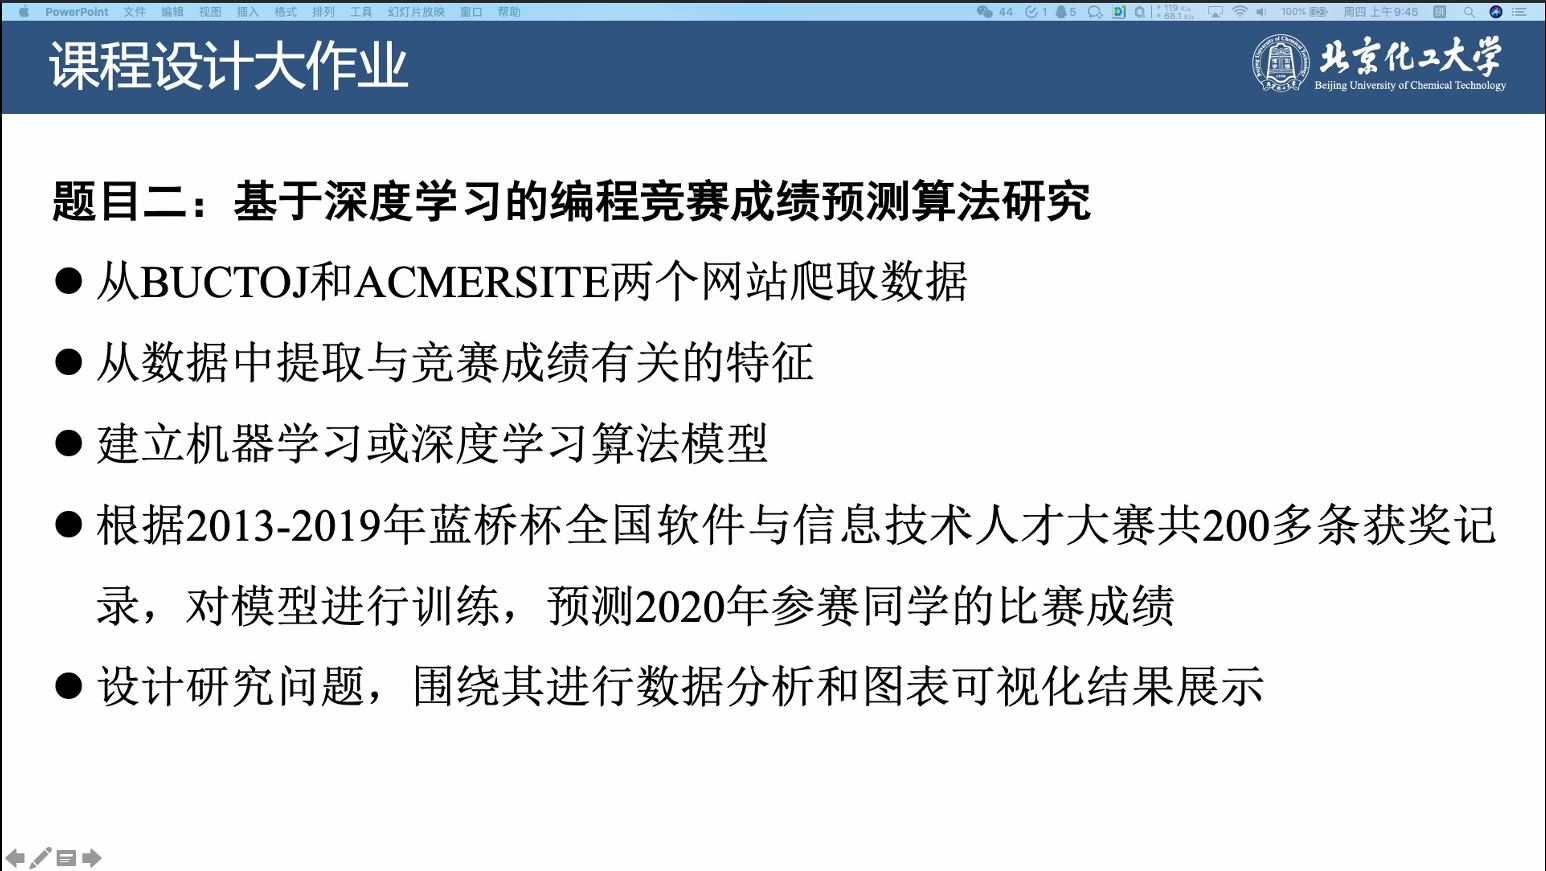 PowerPoint 文件 编辑 视图 插入 格式 排列 工具 幻灯片放映 窗口 帮助 44 1 5 119 K/s 68.1 K/s 100% 周四 上午9:45 拼
课程设计大作业
北京化工大学
Beijing University of Chemical Technology
题目二：基于深度学习的编程竞赛成绩预测算法研究
● 从BUCTOJ和ACMERSITE两个网站爬取数据
● 从数据中提取与竞赛成绩有关的特征
● 建立机器学习或深度学习算法模型
● 根据2013-2019年蓝桥杯全国软件与信息技术人才大赛共200多条获奖记
录，对模型进行训练，预测2020年参赛同学的比赛成绩
● 设计研究问题，围绕其进行数据分析和图表可视化结果展示